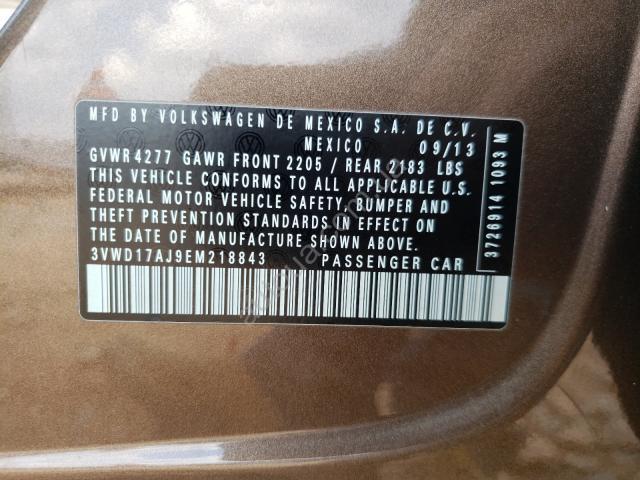 MFD BY VOLKSWAGEN DE MEXICO S.A. DE C.V.
MEXICO 09/13
GVWR 4277 GAWR FRONT 2205 / REAR 2183 LBS
THIS VEHICLE CONFORMS TO ALL APPLICABLE U.S.
FEDERAL MOTOR VEHICLE SAFETY, BUMPER AND
THEFT PREVENTION STANDARDS IN EFFECT ON
THE DATE OF MANUFACTURE SHOWN ABOVE.
3VWD17AJ9EM218843 PASSENGER CAR
3726914 1093 M